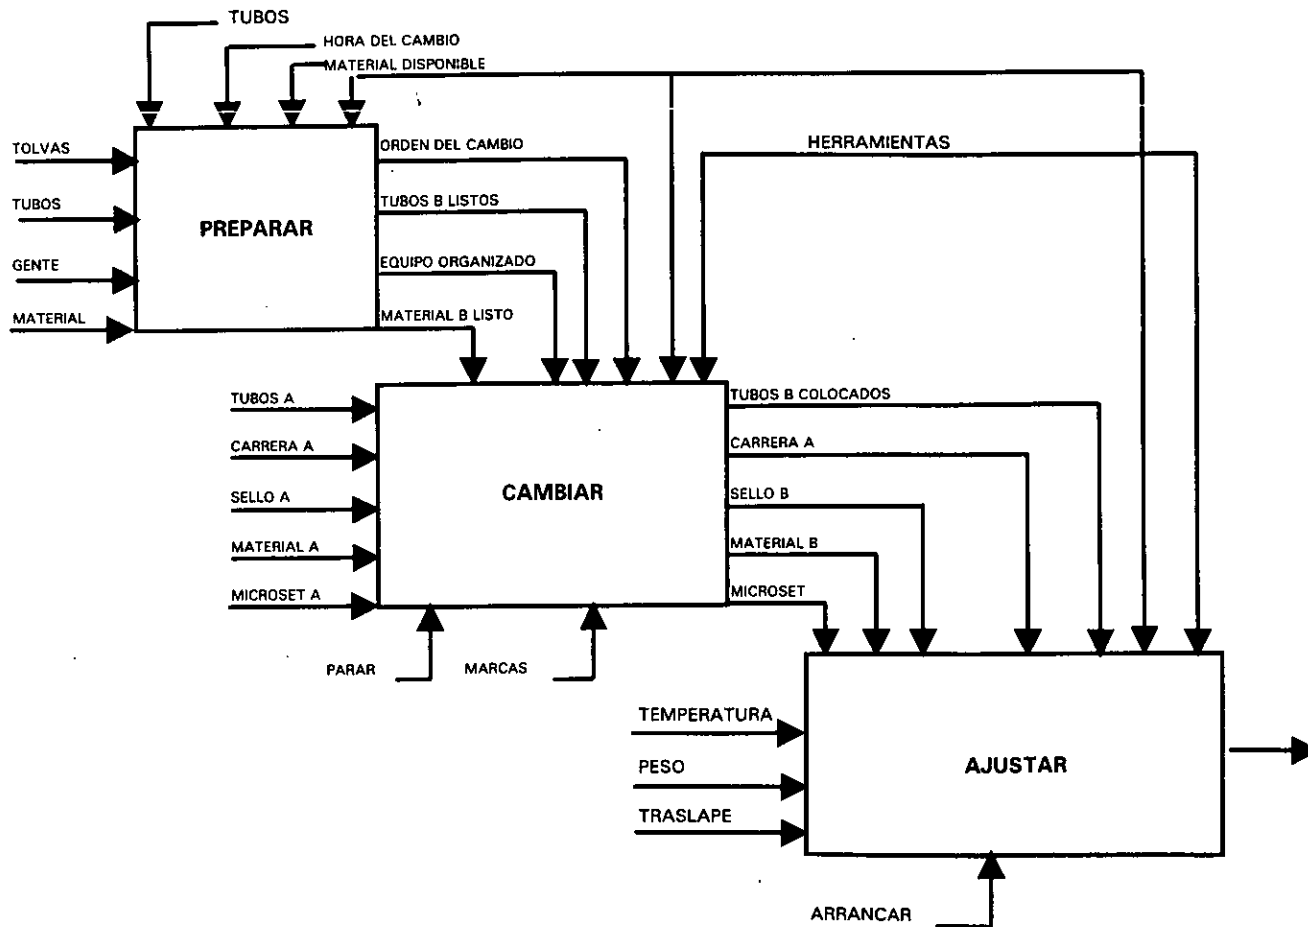 TUBOS
HORA DEL CAMBIO
MATERIAL DISPONIBLE
TOLVAS
TUBOS
GENTE
MATERIAL
PREPARAR
ORDEN DEL CAMBIO
TUBOS B LISTOS
EQUIPO ORGANIZADO
MATERIAL B LISTO
HERRAMIENTAS
TUBOS A
CARRERA A
SELLO A
MATERIAL A
MICROSET A
CAMBIAR
TUBOS B COLOCADOS
CARRERA A
SELLO B
MATERIAL B
MICROSET
PARAR
MARCAS
TEMPERATURA
PESO
TRASLAPE
AJUSTAR
ARRANCAR